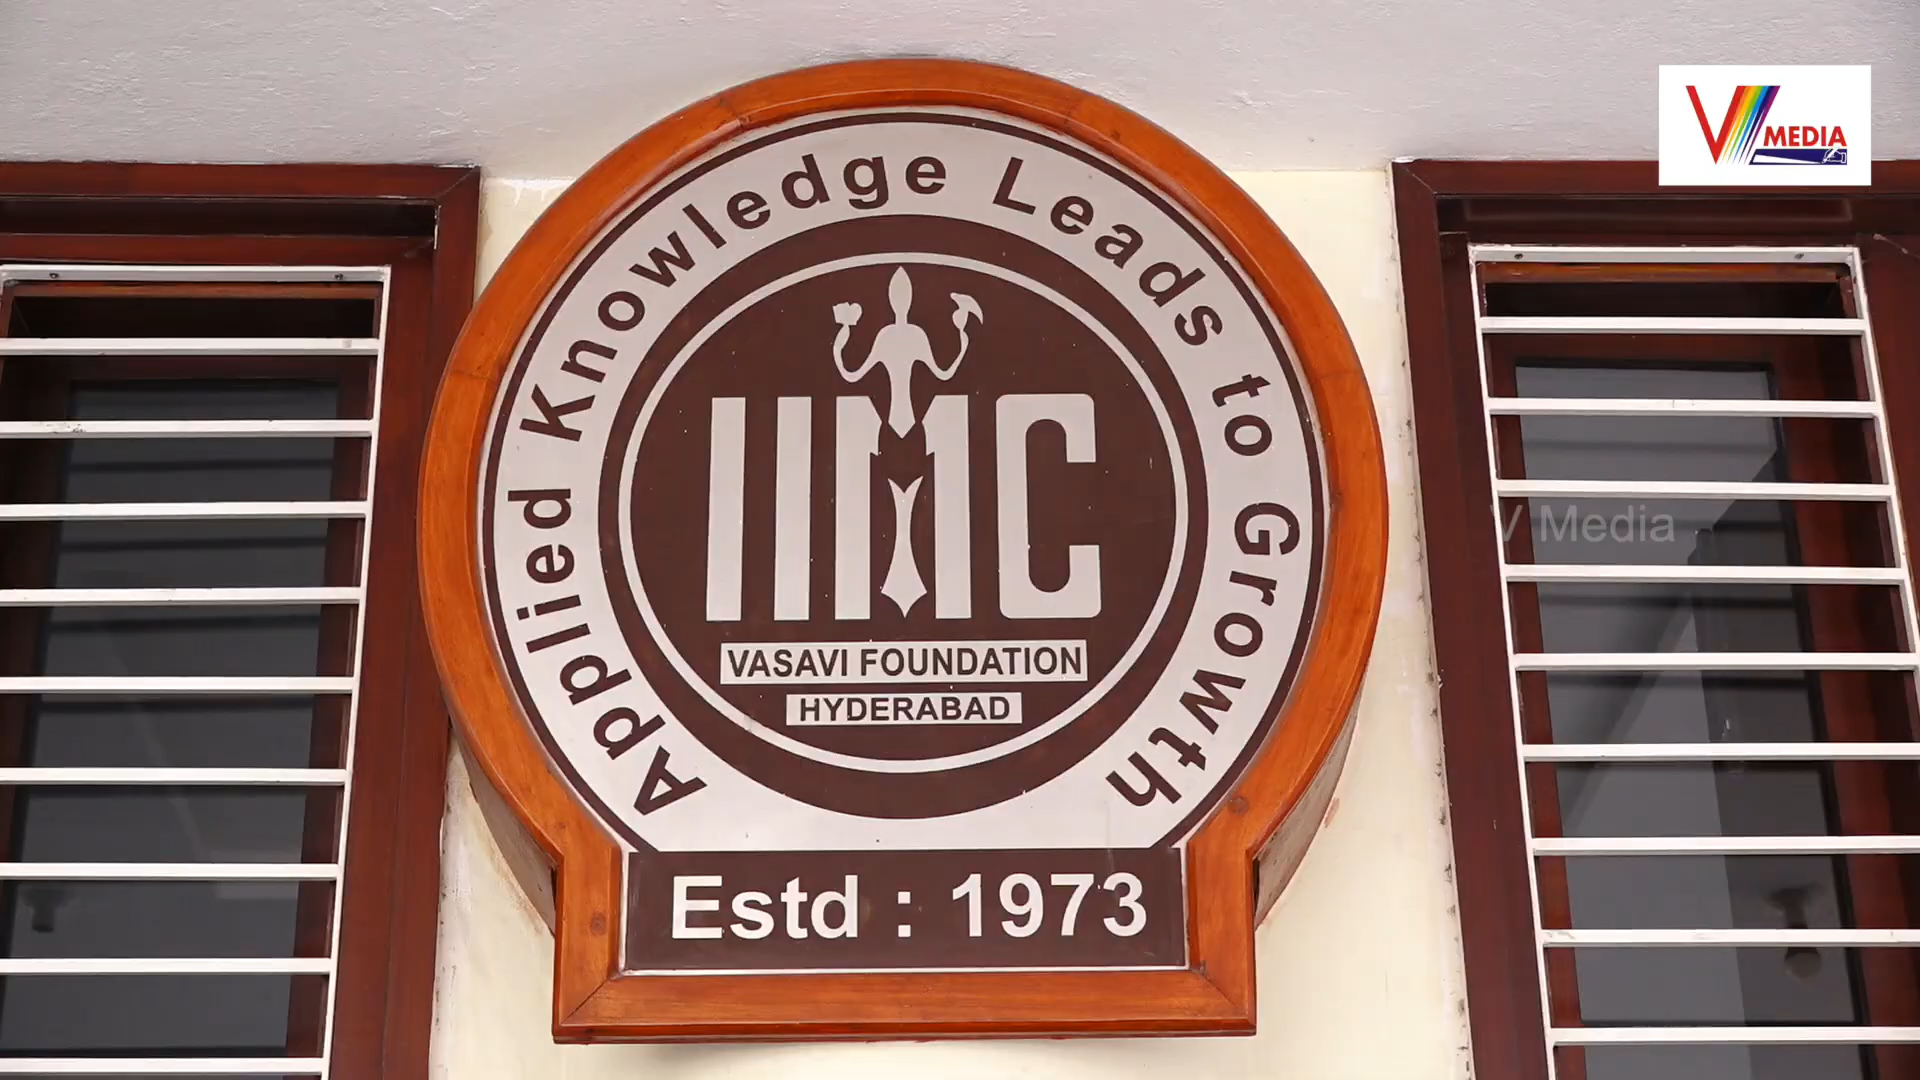 V MEDIA
Applied Knowledge Leads to Growth
IIMC
VASAVI FOUNDATION
HYDERABAD
Estd : 1973
V Media